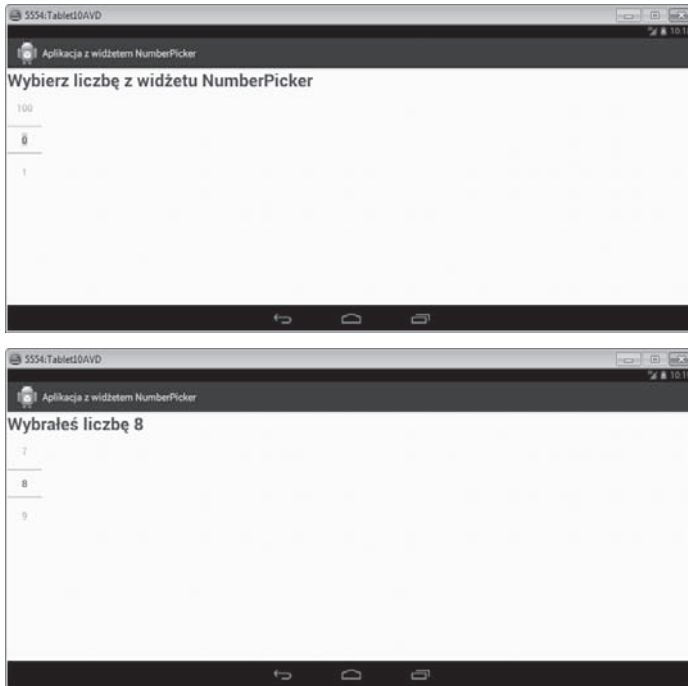 5554:Tablet10AVD
Aplikacja z widżetem NumberPicker
Wybierz liczbę z widżetu NumberPicker
100
0
1
5554:Tablet10AVD
Aplikacja z widżetem NumberPicker
Wybrałeś liczbę 8
7
8
9